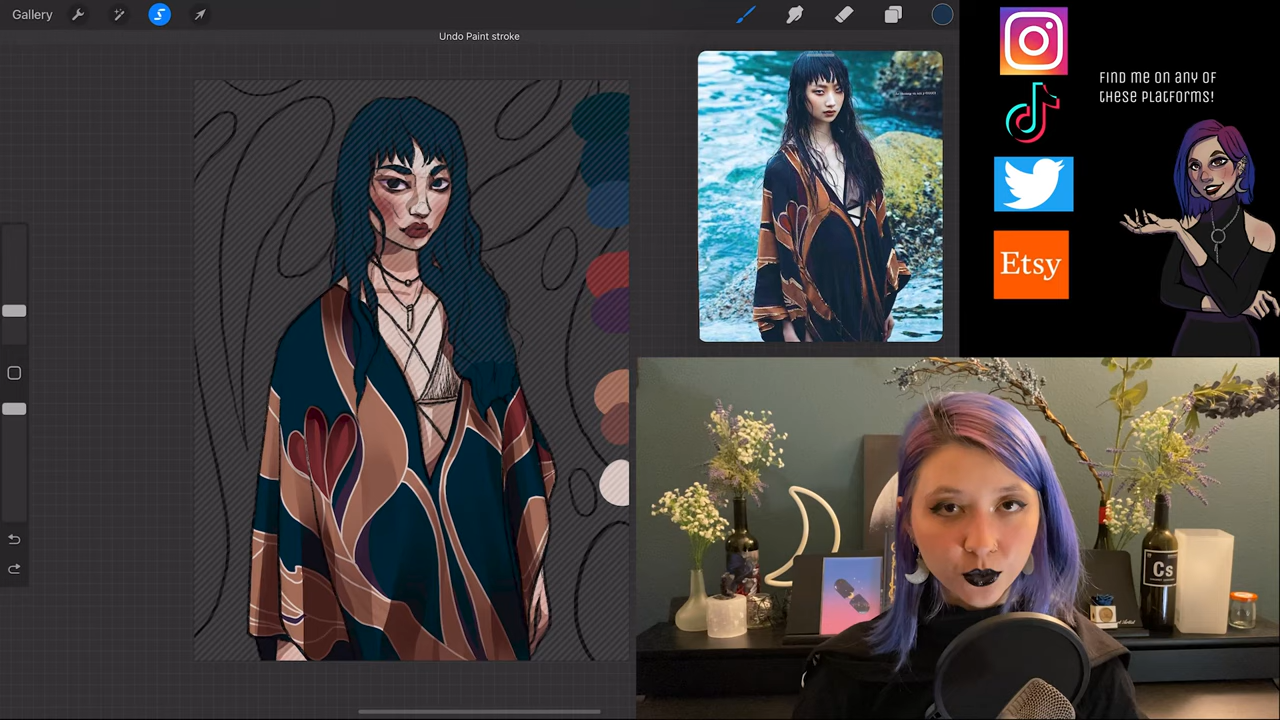 Gallery
Undo Paint stroke
FIND ME ON ANY OF
THESE PLATFORMS!
Etsy
Cs